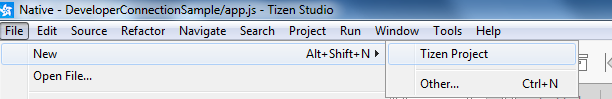 Native - DeveloperConnectionSample/app.js - Tizen Studio
File Edit Source Refactor Navigate Search Project Run Window Tools Help
New Alt+Shift+N Tizen Project
Open File... Other... Ctrl+N